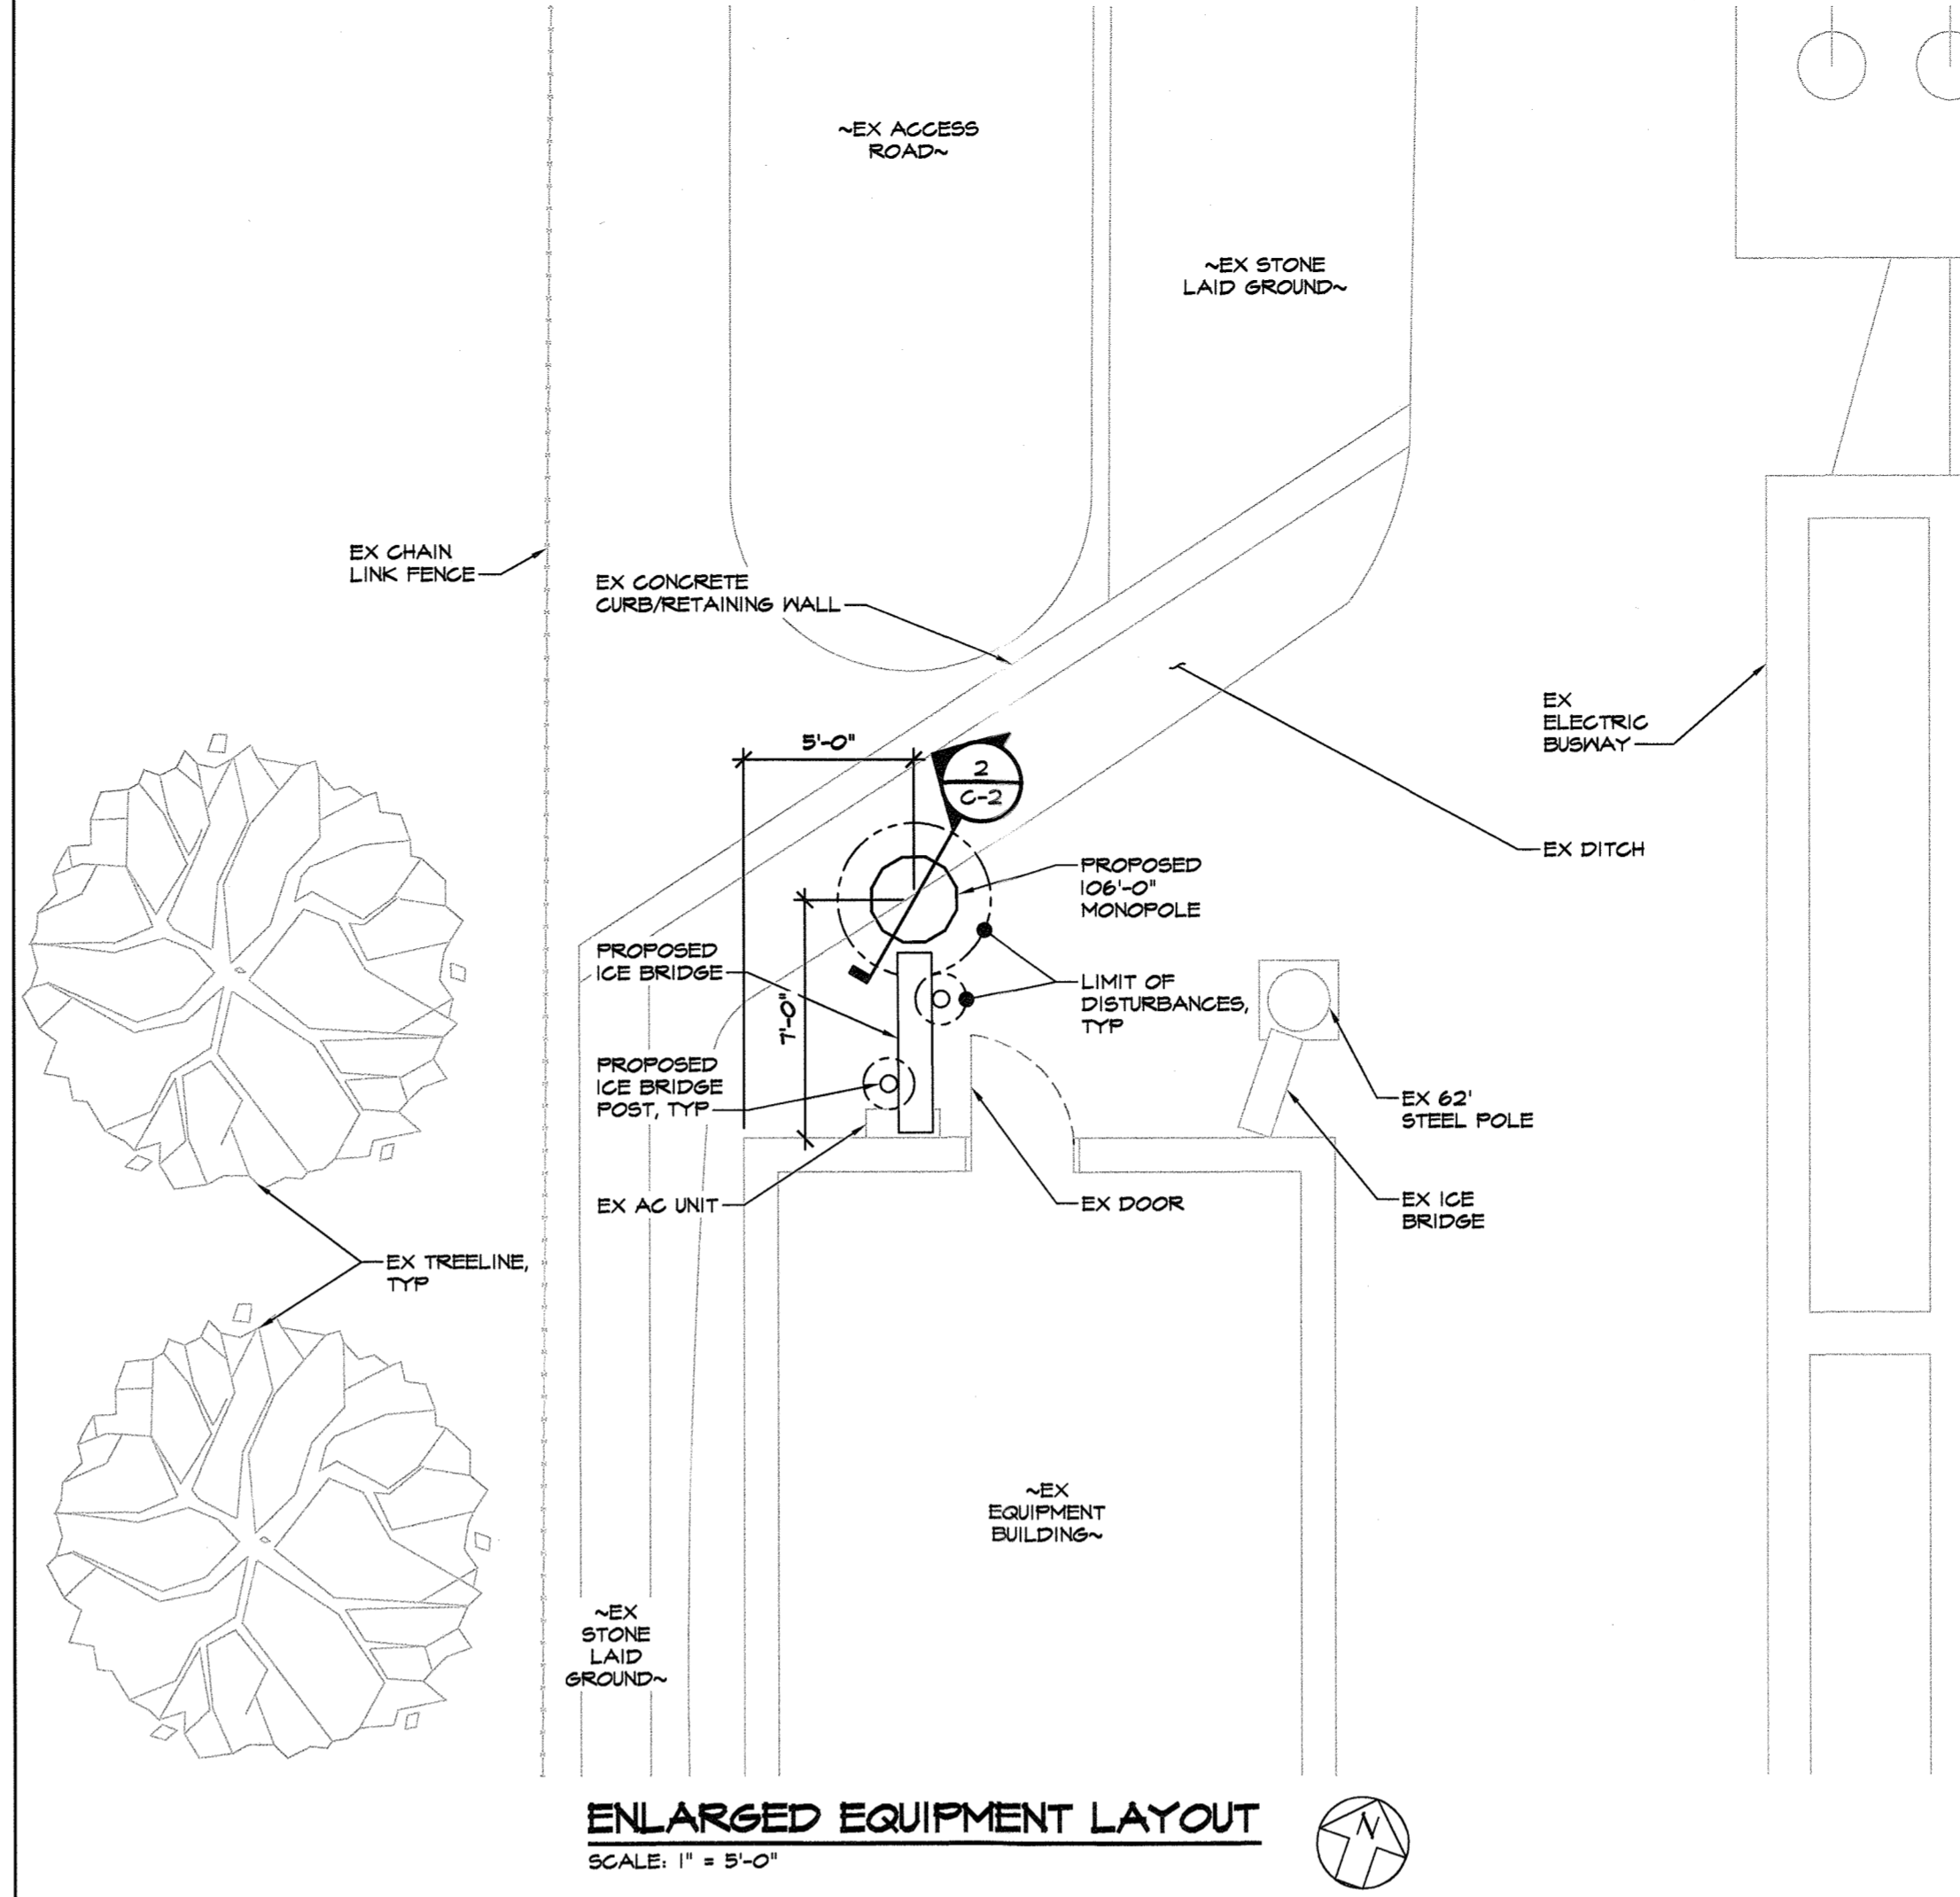 ~EX ACCESS
ROAD~
~EX STONE
LAID GROUND~
EX CHAIN
LINK FENCE
EX CONCRETE
CURB/RETAINING WALL
EX
ELECTRIC
BUSWAY
5'-0"
2
C-2
EX DITCH
PROPOSED
106'-0"
MONOPOLE
PROPOSED
ICE BRIDGE
LIMIT OF
DISTURBANCES,
TYP
7'-0"
PROPOSED
ICE BRIDGE
POST, TYP
EX 62'
STEEL POLE
EX AC UNIT
EX DOOR
EX ICE
BRIDGE
EX TREELINE,
TYP
~EX
EQUIPMENT
BUILDING~
~EX
STONE
LAID
GROUND~
ENLARGED EQUIPMENT LAYOUT
SCALE: 1" = 5'-0"
N